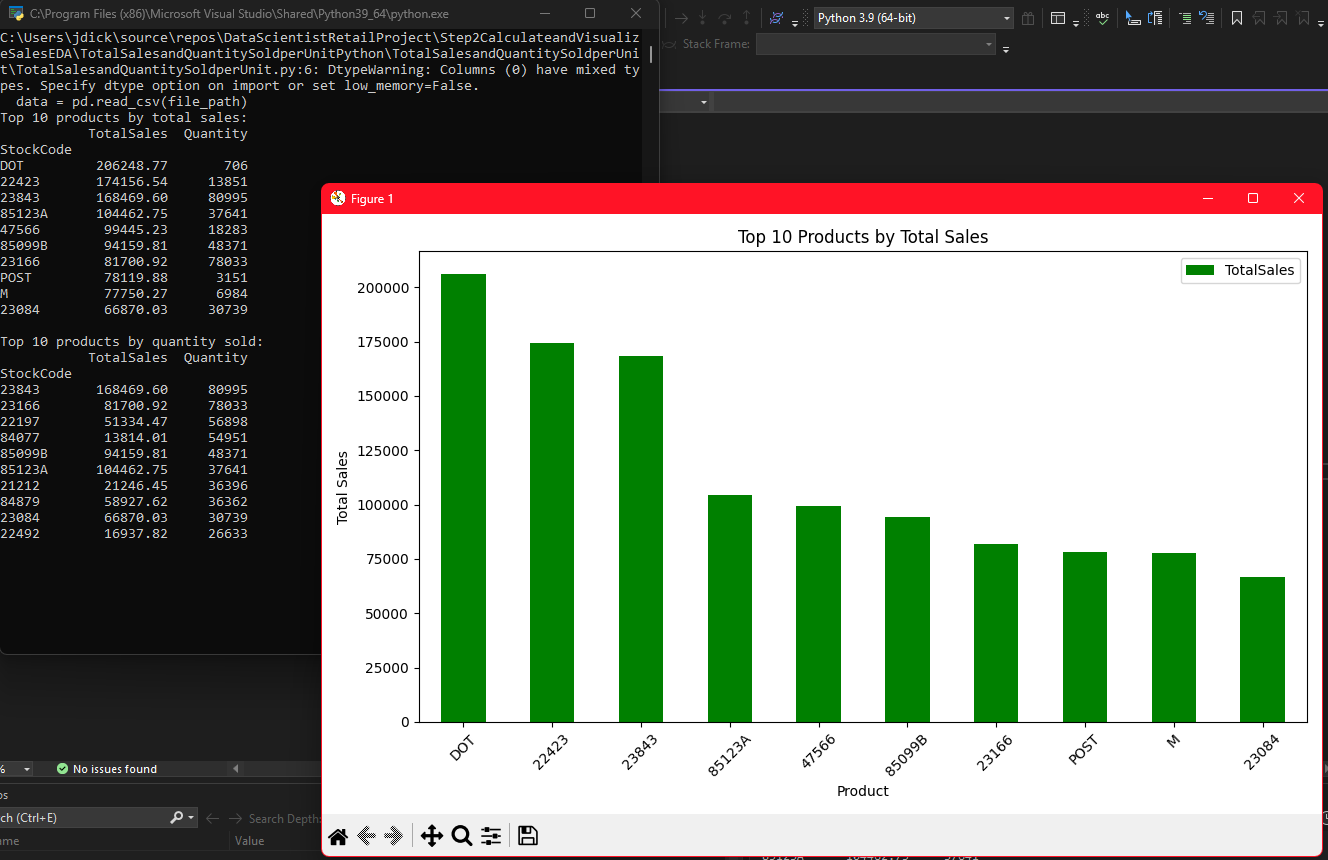 C:\Program Files (x86)\Microsoft Visual Studio\Shared\Python39_64\python.exe
Python 3.9 (64-bit)
Stack Frame:
C:\Users\jdick\source\repos\DataScientistRetailProject\Step2CalculateandVisualiz
eSalesEDA\TotalSalesandQuantitySoldperUnitPython\TotalSalesandQuantitySoldperUni
t\TotalSalesandQuantitySoldperUnit.py:6: DtypeWarning: Columns (0) have mixed ty
pes. Specify dtype option on import or set low_memory=False.
data = pd.read_csv(file_path)
Top 10 products by total sales:
TotalSales Quantity
StockCode
DOT 206248.77 706
22423 174156.54 13851
23843 168469.60 80995
85123A 104462.75 37641
47566 99445.23 18283
85099B 94159.81 48371
23166 81700.92 78033
POST 78119.88 3151
M 77750.27 6984
23084 66870.03 30739
Top 10 products by quantity sold:
TotalSales Quantity
StockCode
23843 168469.60 80995
23166 81700.92 78033
22197 51334.47 56898
84077 13814.01 54951
85099B 94159.81 48371
85123A 104462.75 37641
21212 21246.45 36396
84879 58927.62 36362
23084 66870.03 30739
22492 16937.82 26633
Figure 1
Top 10 Products by Total Sales
TotalSales
200000
175000
150000
125000
100000
75000
50000
25000
0
Total Sales
DOT 22423 23843 85123A 47566 85099B 23166 POST M 23084
Product
% No issues found
ch (Ctrl+E) Search Depth:
me Value